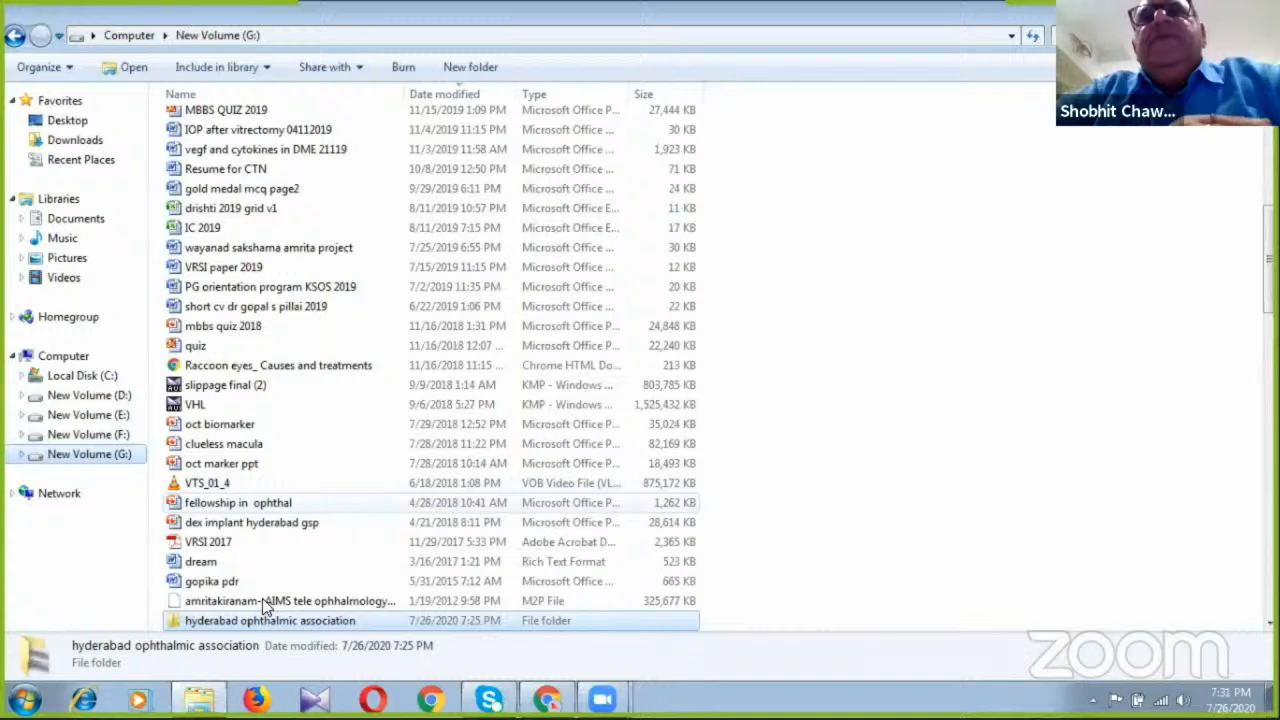 Computer New Volume (G:)
Organize Open Include in library Share with Burn New folder
Shobhit Chaw...
Name Date modified Type Size
Favorites
Desktop
Downloads
Recent Places
Libraries
Documents
Music
Pictures
Videos
Homegroup
Computer
Local Disk (C:)
New Volume (D:)
New Volume (E:)
New Volume (F:)
New Volume (G:)
Network
MBBS QUIZ 2019 11/15/2019 1:09 PM Microsoft Office P... 27,444 KB
IOP after vitrectomy 04112019 11/4/2019 11:15 PM Microsoft Office ... 30 KB
vegf and cytokines in DME 21119 11/3/2019 11:58 AM Microsoft Office ... 1,923 KB
Resume for CTN 10/8/2019 12:50 PM Microsoft Office ... 71 KB
gold medal mcq page2 9/29/2019 6:11 PM Microsoft Office ... 24 KB
drishti 2019 grid v1 8/11/2019 10:57 PM Microsoft Office E... 11 KB
IC 2019 8/11/2019 7:15 PM Microsoft Office E... 17 KB
wayanad sakshama amrita project 7/25/2019 6:55 PM Microsoft Office ... 30 KB
VRSI paper 2019 7/15/2019 11:15 PM Microsoft Office ... 12 KB
PG orientation program KSOS 2019 7/2/2019 11:35 PM Microsoft Office ... 20 KB
short cv dr gopal s pillai 2019 6/22/2019 1:06 PM Microsoft Office ... 22 KB
mbbs quiz 2018 11/16/2018 1:31 PM Microsoft Office P... 24,848 KB
quiz 11/16/2018 12:07 ... Microsoft Office P... 22,240 KB
Raccoon eyes_ Causes and treatments 11/16/2018 11:15 ... Chrome HTML Do... 213 KB
slippage final (2) 9/9/2018 1:14 AM KMP - Windows ... 803,785 KB
VHL 9/6/2018 5:27 PM KMP - Windows ... 1,525,432 KB
oct biomarker 7/29/2018 12:52 PM Microsoft Office P... 35,024 KB
clueless macula 7/28/2018 11:22 PM Microsoft Office P... 82,169 KB
oct marker ppt 7/28/2018 10:14 AM Microsoft Office P... 18,493 KB
VTS_01_4 6/18/2018 1:08 PM VOB Video File (VL... 875,172 KB
fellowship in ophthal 4/28/2018 10:41 AM Microsoft Office P... 1,262 KB
dex implant hyderabad gsp 4/21/2018 8:11 PM Microsoft Office P... 28,614 KB
VRSI 2017 11/29/2017 5:33 PM Adobe Acrobat D... 2,365 KB
dream 3/16/2017 1:21 PM Rich Text Format 523 KB
gopika pdr 5/31/2015 7:12 AM Microsoft Office ... 665 KB
amritakiranam- AIMS tele ophhalmology... 1/19/2012 9:58 PM M2P File 325,677 KB
hyderabad ophthalmic association 7/26/2020 7:25 PM File folder
hyderabad ophthalmic association Date modified: 7/26/2020 7:25 PM
File folder
zoom
7:31 PM
7/26/2020